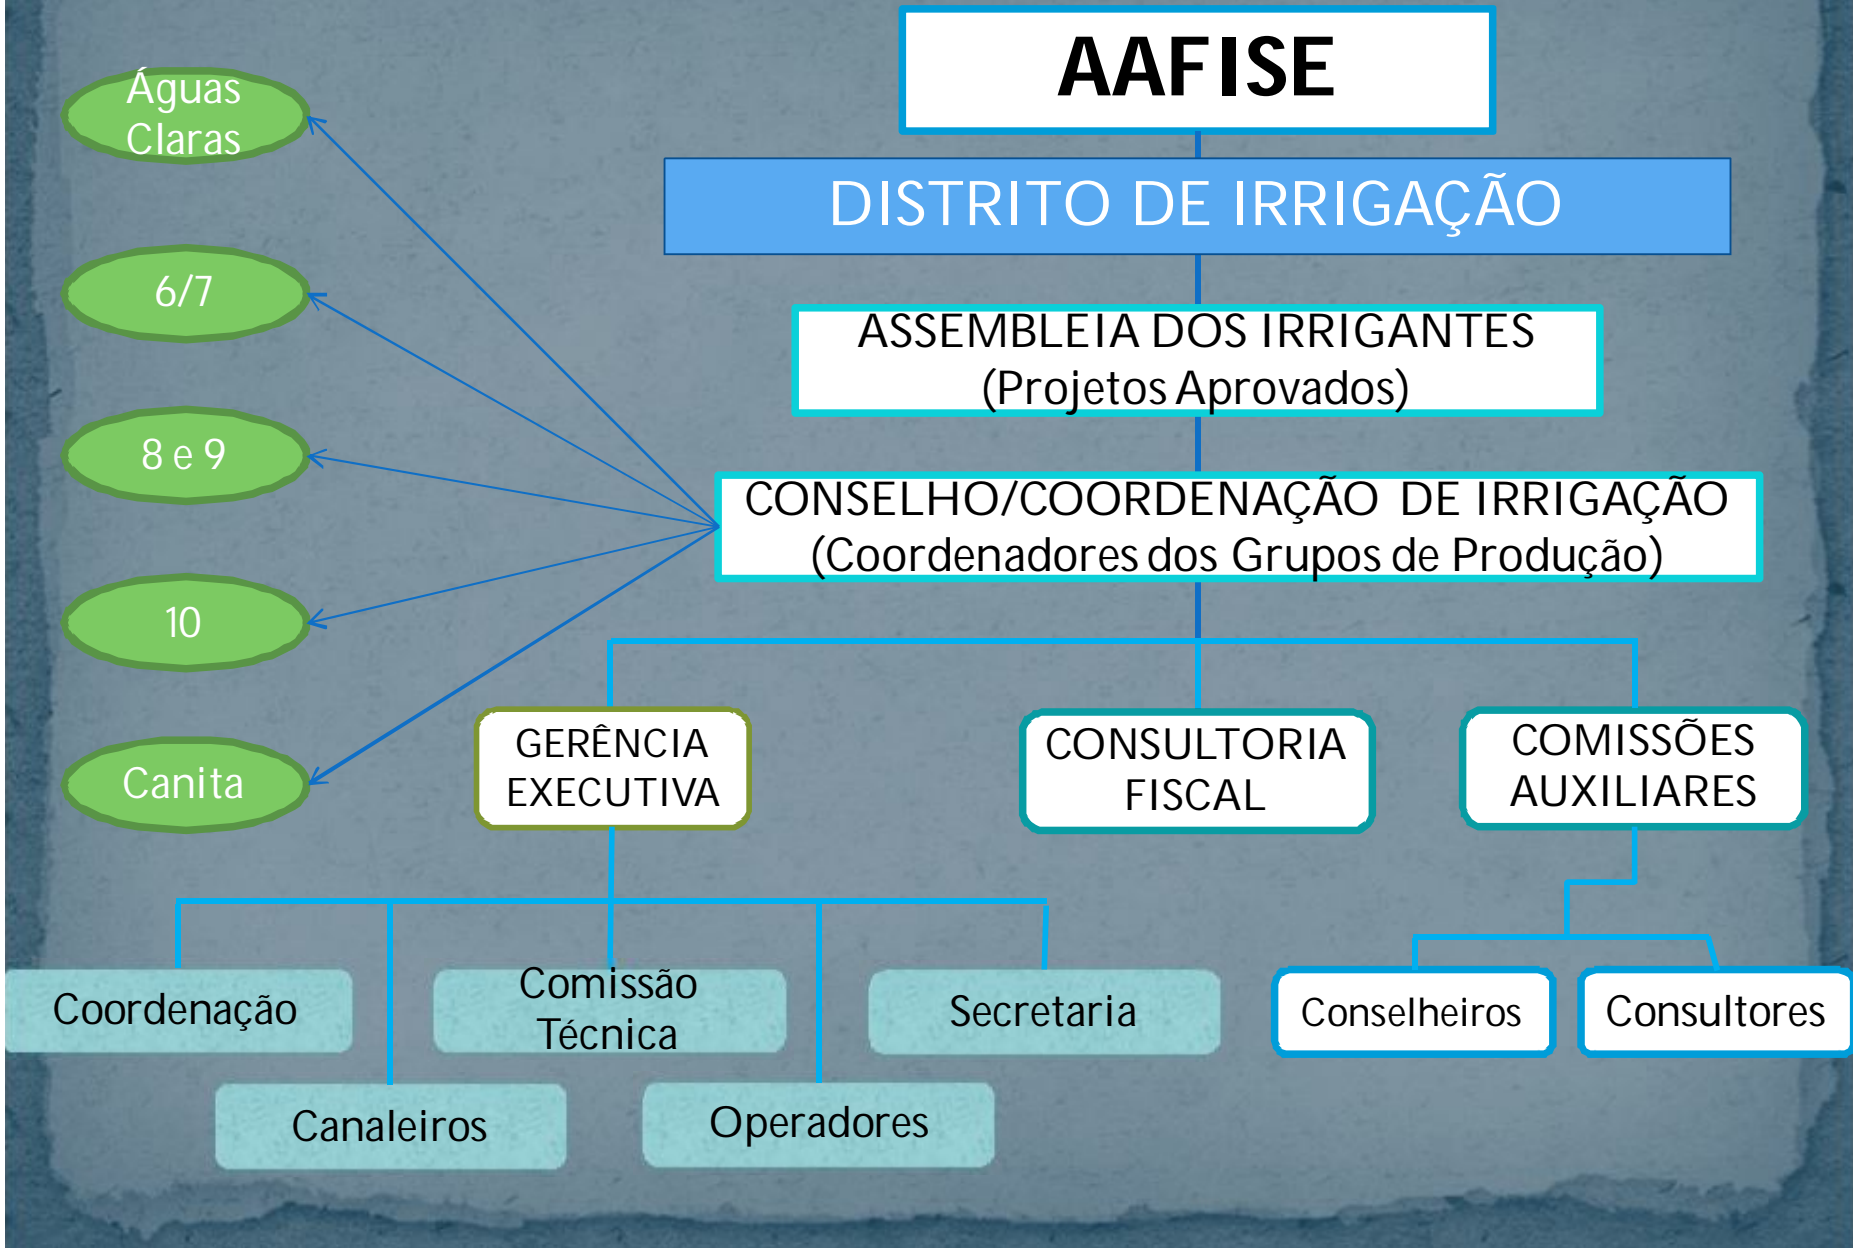 AAFISE
DISTRITO DE IRRIGAÇÃO
ASSEMBLEIA DOS IRRIGANTES
(Projetos Aprovados)
CONSELHO/COORDENAÇÃO DE IRRIGAÇÃO
(Coordenadores dos Grupos de Produção)
Águas
Claras
6/7
8 e 9
10
Canita
GERÊNCIA
EXECUTIVA
CONSULTORIA
FISCAL
COMISSÕES
AUXILIARES
Coordenação
Comissão
Técnica
Secretaria
Conselheiros
Consultores
Canaleiros
Operadores